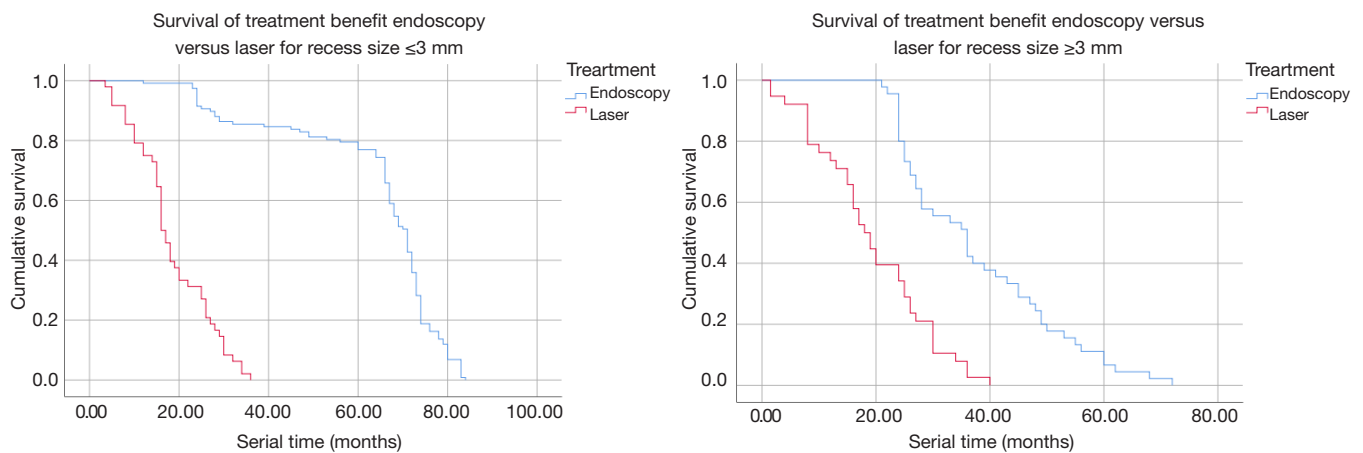 Survival of treatment benefit endoscopy
versus laser for recess size ≤3 mm
Treartment
Endoscopy
Laser
Cumulative survival
1.0
0.8
0.6
0.4
0.2
0.0
0.00 20.00 40.00 60.00 80.00 100.00
Serial time (months)
Survival of treatment benefit endoscopy versus
laser for recess size ≥3 mm
Treartment
Endoscopy
Laser
Cumulative survival
1.0
0.8
0.6
0.4
0.2
0.0
0.00 20.00 40.00 60.00 80.00
Serial time (months)